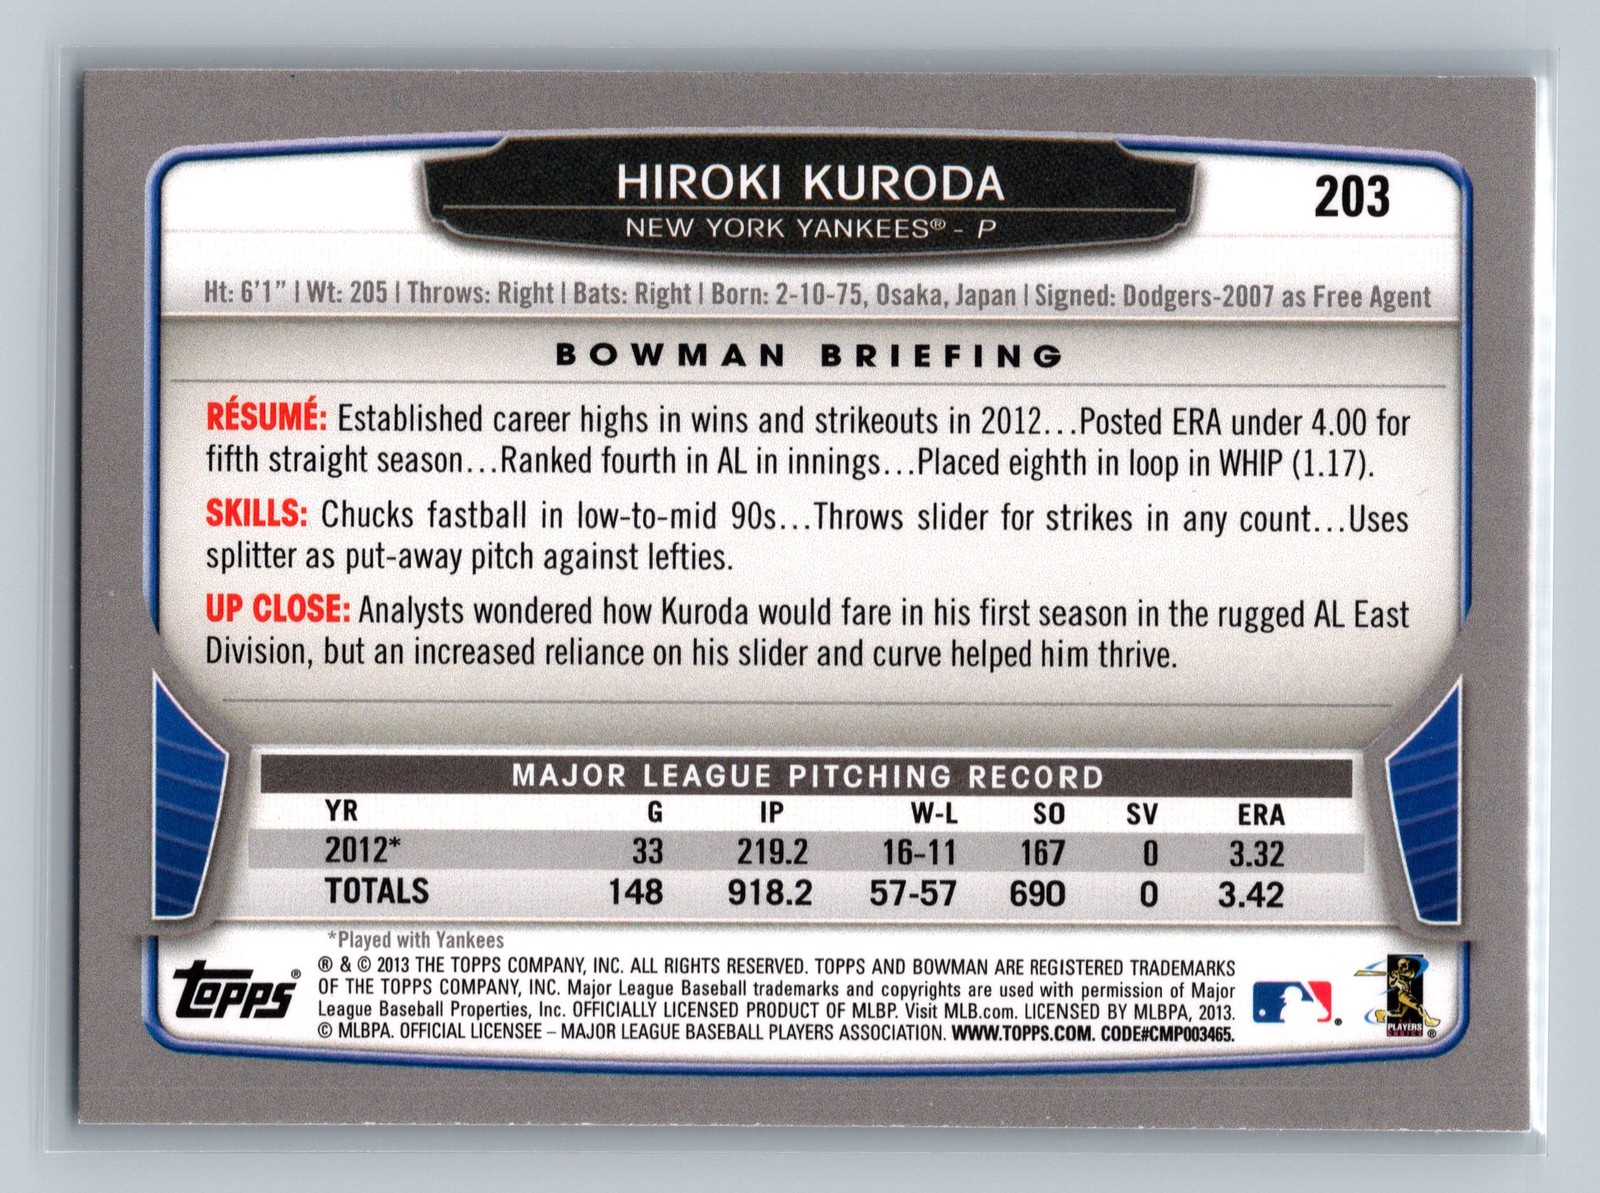 HIROKI KURODA
NEW YORK YANKEES® - P
203
Ht: 6'1" | Wt: 205 | Throws: Right | Bats: Right | Born: 2-10-75, Osaka, Japan | Signed: Dodgers-2007 as Free Agent
BOWMAN BRIEFING
RÉSUMÉ: Established career highs in wins and strikeouts in 2012...Posted ERA under 4.00 for
fifth straight season...Ranked fourth in AL in innings...Placed eighth in loop in WHIP (1.17).
SKILLS: Chucks fastball in low-to-mid 90s...Throws slider for strikes in any count...Uses
splitter as put-away pitch against lefties.
UP CLOSE: Analysts wondered how Kuroda would fare in his first season in the rugged AL East
Division, but an increased reliance on his slider and curve helped him thrive.
MAJOR LEAGUE PITCHING RECORD
YR G IP W-L SO SV ERA
2012* 33 219.2 16-11 167 0 3.32
TOTALS 148 918.2 57-57 690 0 3.42
*Played with Yankees
Topps®
® & © 2013 THE TOPPS COMPANY, INC. ALL RIGHTS RESERVED. TOPPS AND BOWMAN ARE REGISTERED TRADEMARKS
OF THE TOPPS COMPANY, INC. Major League Baseball trademarks and copyrights are used with permission of Major
League Baseball Properties, Inc. OFFICIALLY LICENSED PRODUCT OF MLBP. Visit MLB.com. LICENSED BY MLBPA, 2013.
© MLBPA. OFFICIAL LICENSEE – MAJOR LEAGUE BASEBALL PLAYERS ASSOCIATION. WWW.TOPPS.COM. CODE#CMP003465.
PLAYERS
CHOICE ®